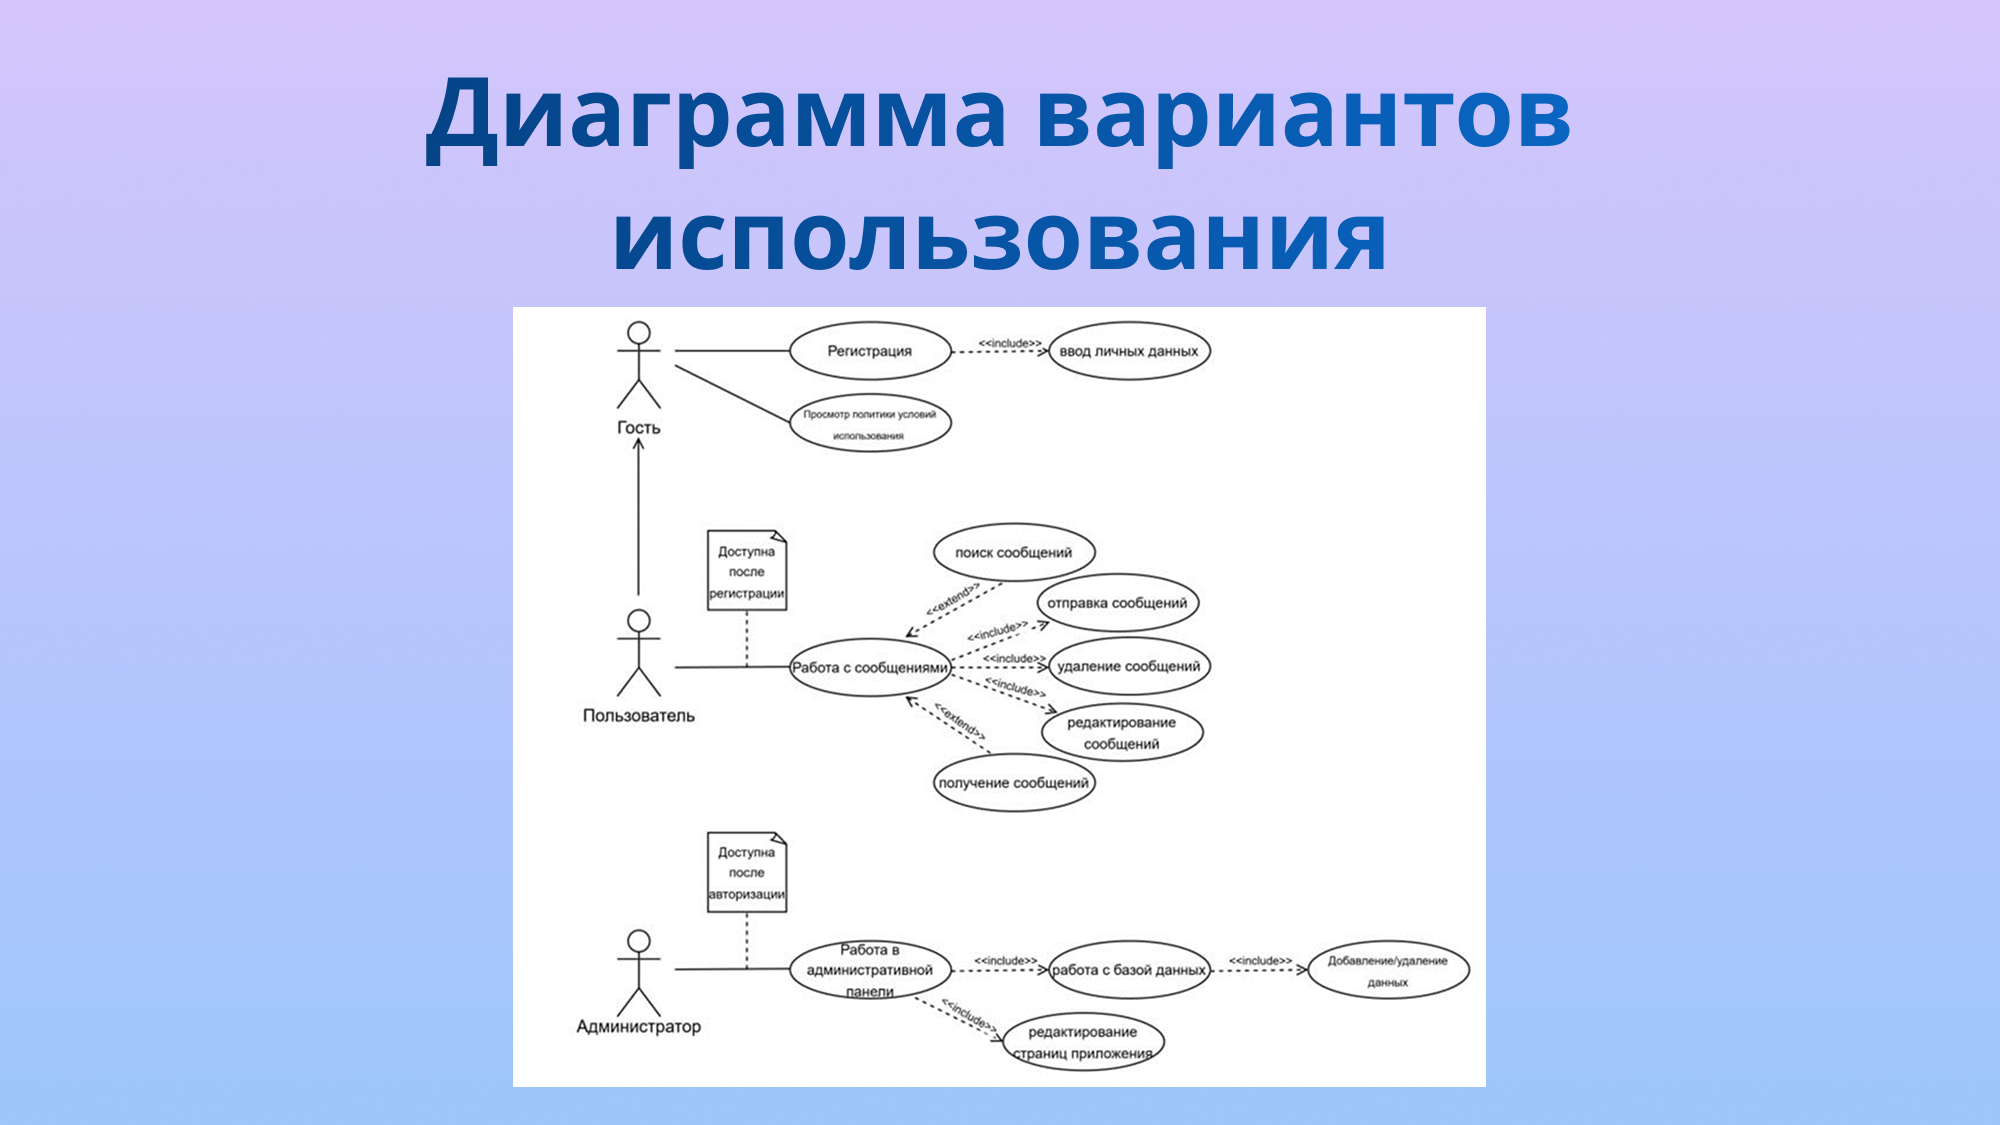 Диаграмма вариантов
использования
Регистрация
<<include>>
ввод личных данных
Просмотр политики условий
использования
Гость
Доступна
после
регистрации
поиск сообщений
<<extend>>
отправка сообщений
<<include>>
Работа с сообщениями
<<include>>
удаление сообщений
<<include>>
редактирование
сообщений
<<extend>>
получение сообщений
Пользователь
Доступна
после
авторизации
Работа в
административной
панели
<<include>>
работа с базой данных
<<include>>
Добавление/удаление
данных
<<include>>
редактирование
страниц приложения
Администратор